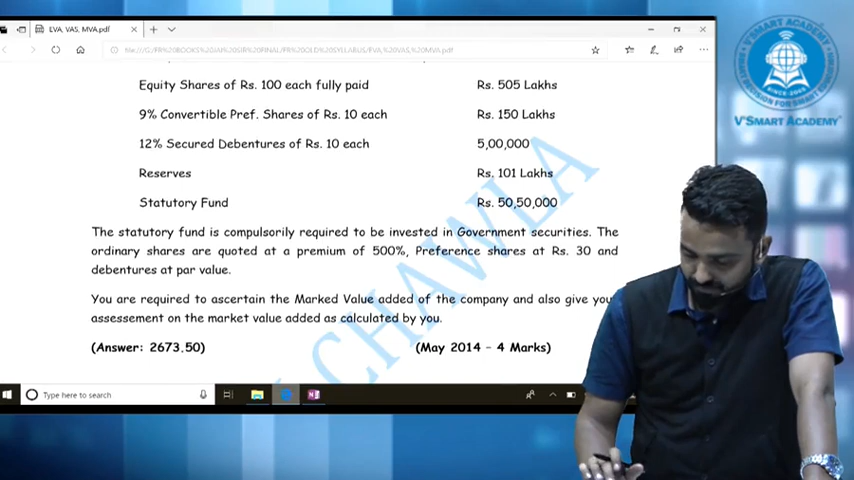 EVA, VAS, MVA.pdf
V'SMART ACADEMY
SINCE-2005
V'SMART ACADEMY
Equity Shares of Rs. 100 each fully paid Rs. 505 Lakhs
9% Convertible Pref. Shares of Rs. 10 each Rs. 150 Lakhs
12% Secured Debentures of Rs. 10 each 5,00,000
Reserves Rs. 101 Lakhs
Statutory Fund Rs. 50,50,000
The statutory fund is compulsorily required to be invested in Government securities. The
ordinary shares are quoted at a premium of 500%, Preference shares at Rs. 30 and
debentures at par value.
You are required to ascertain the Marked Value added of the company and also give
assessement on the market value added as calculated by you.
(Answer: 2673.50) (May 2014 - 4 Marks)
CHAWLA
Type here to search